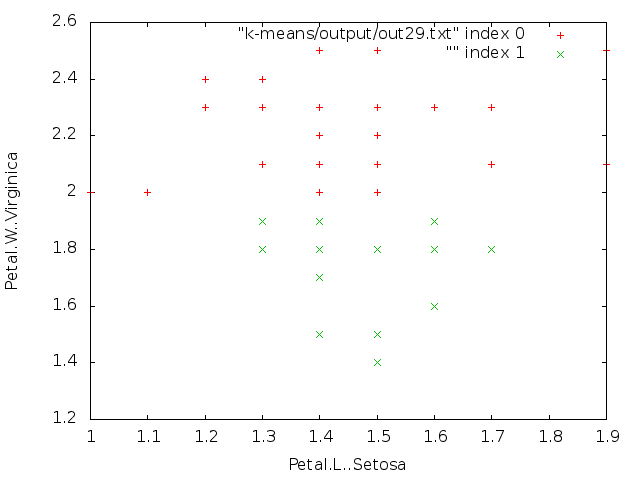 2.6
"k-means/output/out29.txt" index 0
"" index 1
2.4
2.2
2
1.8
1.6
1.4
1.2
Petal.W..Virginica
1 1.1 1.2 1.3 1.4 1.5 1.6 1.7 1.8 1.9
Petal.L..Setosa